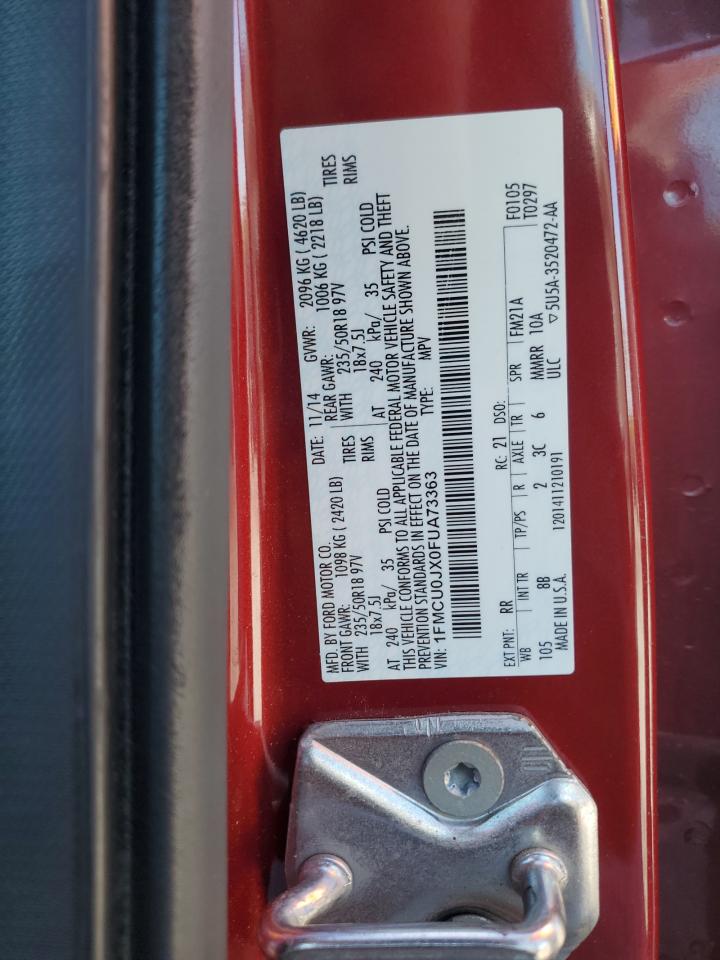 MFD. BY FORD MOTOR CO. DATE: 11/14 GVWR: 2096 KG ( 4620 LB)
FRONT GAWR: 1098 KG ( 2420 LB) REAR GAWR: 1006 KG ( 2218 LB)
WITH 235/50R18 97V TIRES WITH 235/50R18 97V TIRES
18x7.5J RIMS 18x7.5J RIMS
AT 240 kPa/ 35 PSI COLD AT 240 kPa/ 35 PSI COLD
THIS VEHICLE CONFORMS TO ALL APPLICABLE FEDERAL MOTOR VEHICLE SAFETY AND THEFT
PREVENTION STANDARDS IN EFFECT ON THE DATE OF MANUFACTURE SHOWN ABOVE.
VIN: 1FMCU0JX0FUA73363 TYPE: MPV
F0105
EXT PNT: RR RC: 21 DSO: T0297
WB INT TR TP/PS R AXLE TR SPR FM21A
105 8B 2 3C 6 MMRR 10A
MADE IN U.S.A. 1201411210191 ULC ▽5U5A-3520472-AA